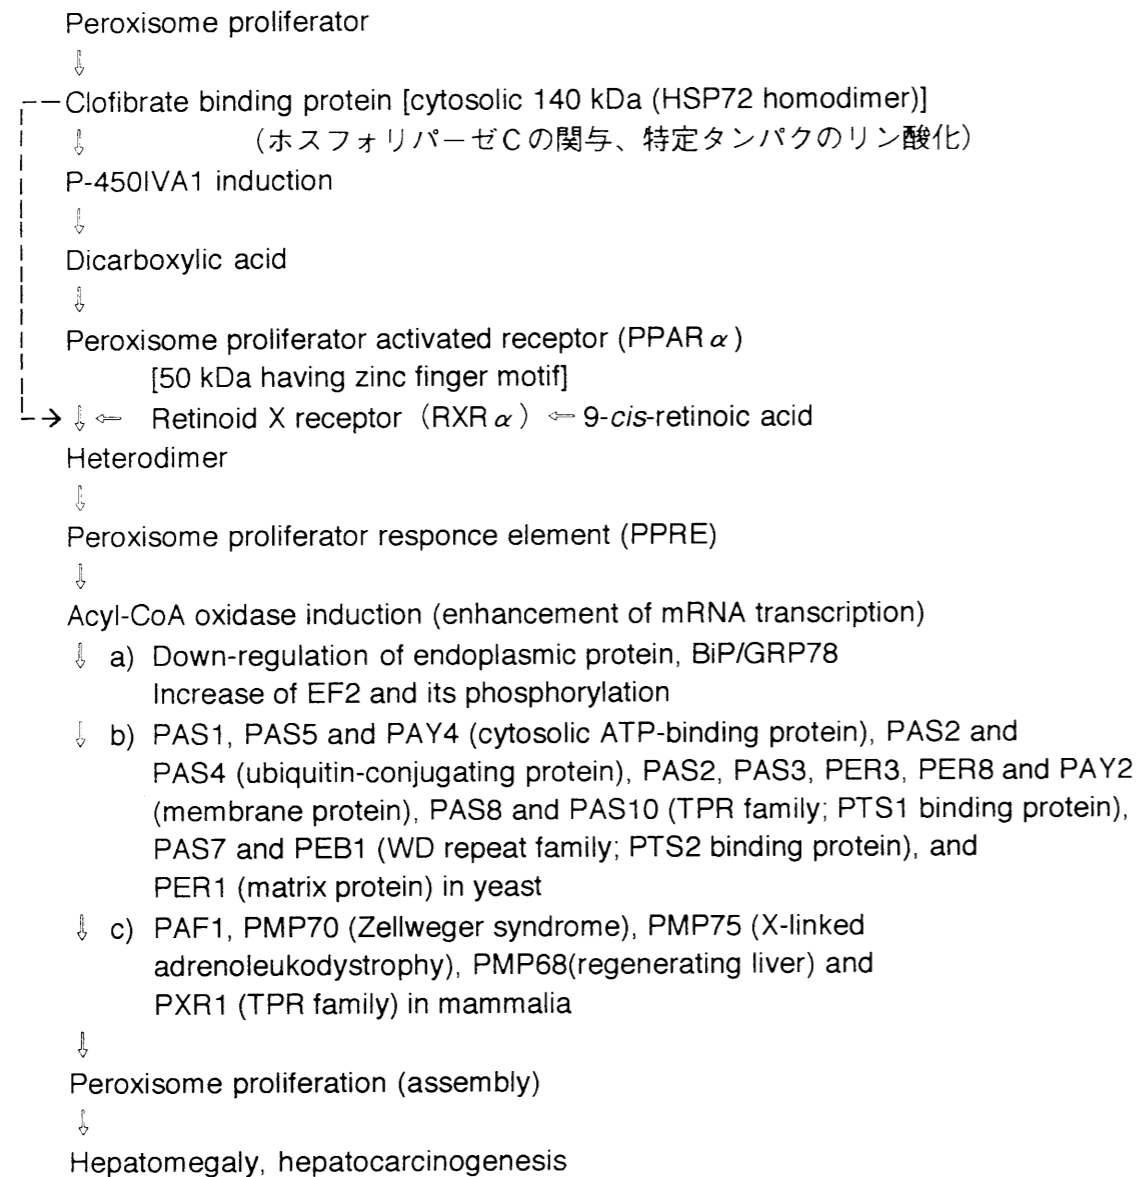 Peroxisome proliferator
⇩
Clofibrate binding protein [cytosolic 140 kDa (HSP72 homodimer)]
⇩ (ホスフォリパーゼCの関与、特定タンパクのリン酸化)
P-450IVA1 induction
⇩
Dicarboxylic acid
⇩
Peroxisome proliferator activated receptor (PPARα)
[50 kDa having zinc finger motif]
⇩ ⇦ Retinoid X receptor (RXRα) ⇦ 9-cis-retinoic acid
Heterodimer
⇩
Peroxisome proliferator responce element (PPRE)
⇩
Acyl-CoA oxidase induction (enhancement of mRNA transcription)
⇩ a) Down-regulation of endoplasmic protein, BiP/GRP78
Increase of EF2 and its phosphorylation
⇩ b) PAS1, PAS5 and PAY4 (cytosolic ATP-binding protein), PAS2 and
PAS4 (ubiquitin-conjugating protein), PAS2, PAS3, PER3, PER8 and PAY2
(membrane protein), PAS8 and PAS10 (TPR family; PTS1 binding protein),
PAS7 and PEB1 (WD repeat family; PTS2 binding protein), and
PER1 (matrix protein) in yeast
⇩ c) PAF1, PMP70 (Zellweger syndrome), PMP75 (X-linked
adrenoleukodystrophy), PMP68(regenerating liver) and
PXR1 (TPR family) in mammalia
⇩
Peroxisome proliferation (assembly)
⇩
Hepatomegaly, hepatocarcinogenesis